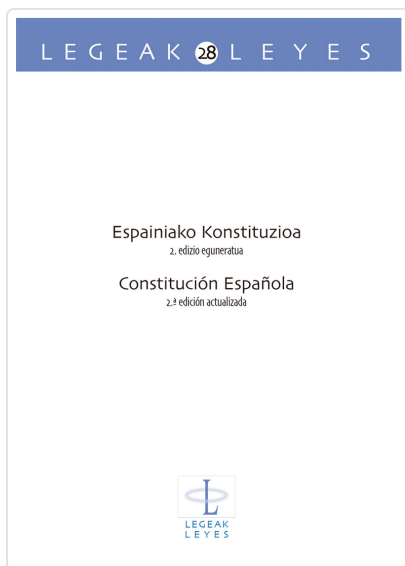 LEGEAK 28 LEYES
Espainiako Konstituzioa
2. edizio eguneratua
Constitución Española
2.ª edición actualizada
L
LEGEAK
LEYES